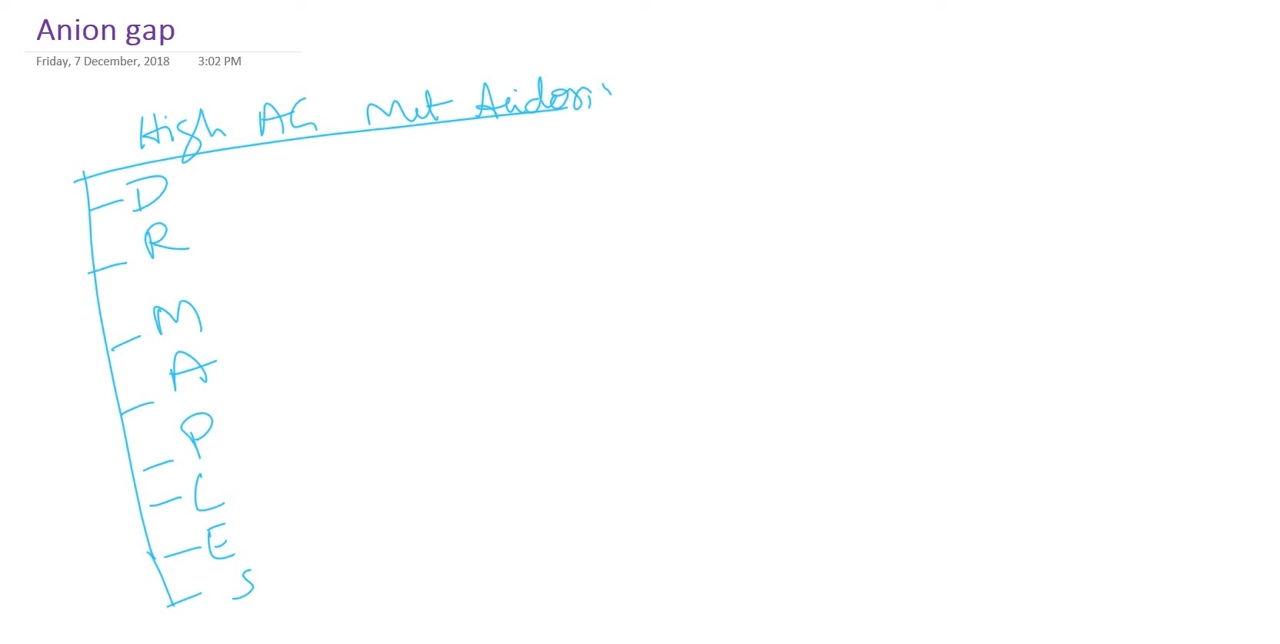 Anion gap
Friday, 7 December, 2018 3:02 PM
High AG Met Acidosis
D
R
M
A
P
L
E
S